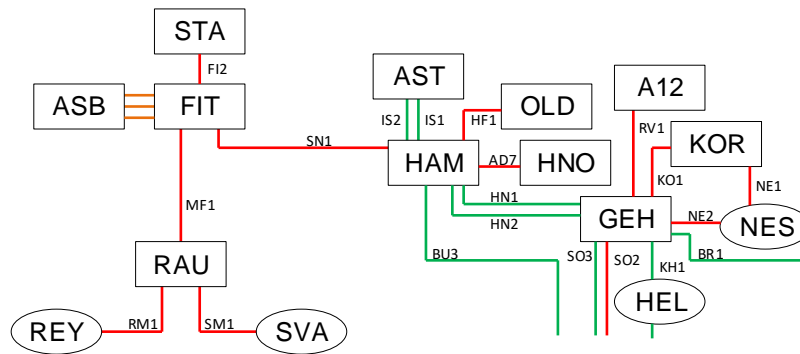 STA
FI2
AST
A12
ASB
FIT
IS2
IS1
HF1
OLD
RV1
KOR
SN1
HAM
AD7
HNO
KO1
NE1
HN1
MF1
HN2
GEH
NE2
NES
RAU
BU3
SO3
SO2
KH1
BR1
HEL
REY
RM1
SM1
SVA